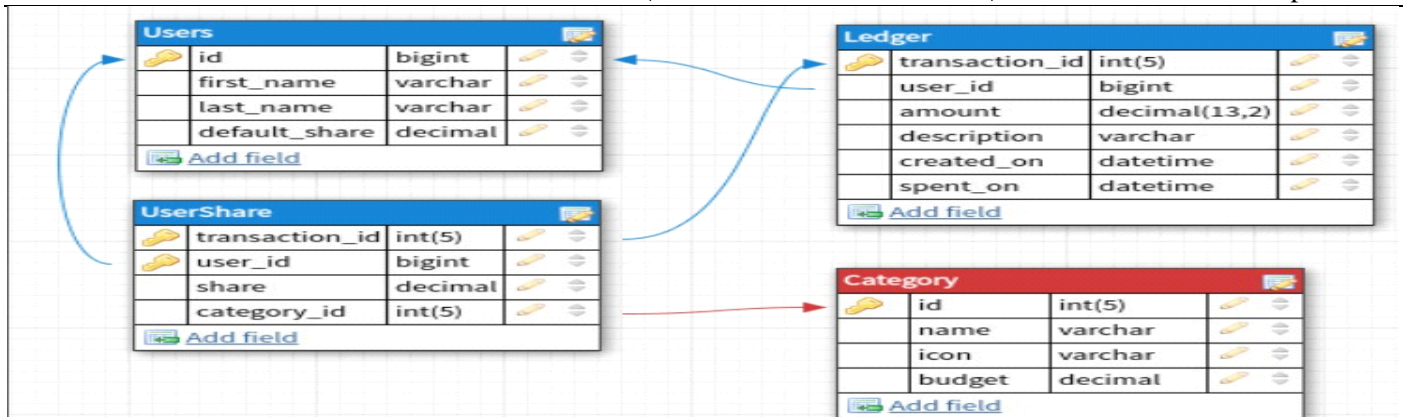 Users
id bigint
first_name varchar
last_name varchar
default_share decimal
Add field
UserShare
transaction_id int(5)
user_id bigint
share decimal
category_id int(5)
Add field
Ledger
transaction_id int(5)
user_id bigint
amount decimal(13,2)
description varchar
created_on datetime
spent_on datetime
Add field
Category
id int(5)
name varchar
icon varchar
budget decimal
Add field